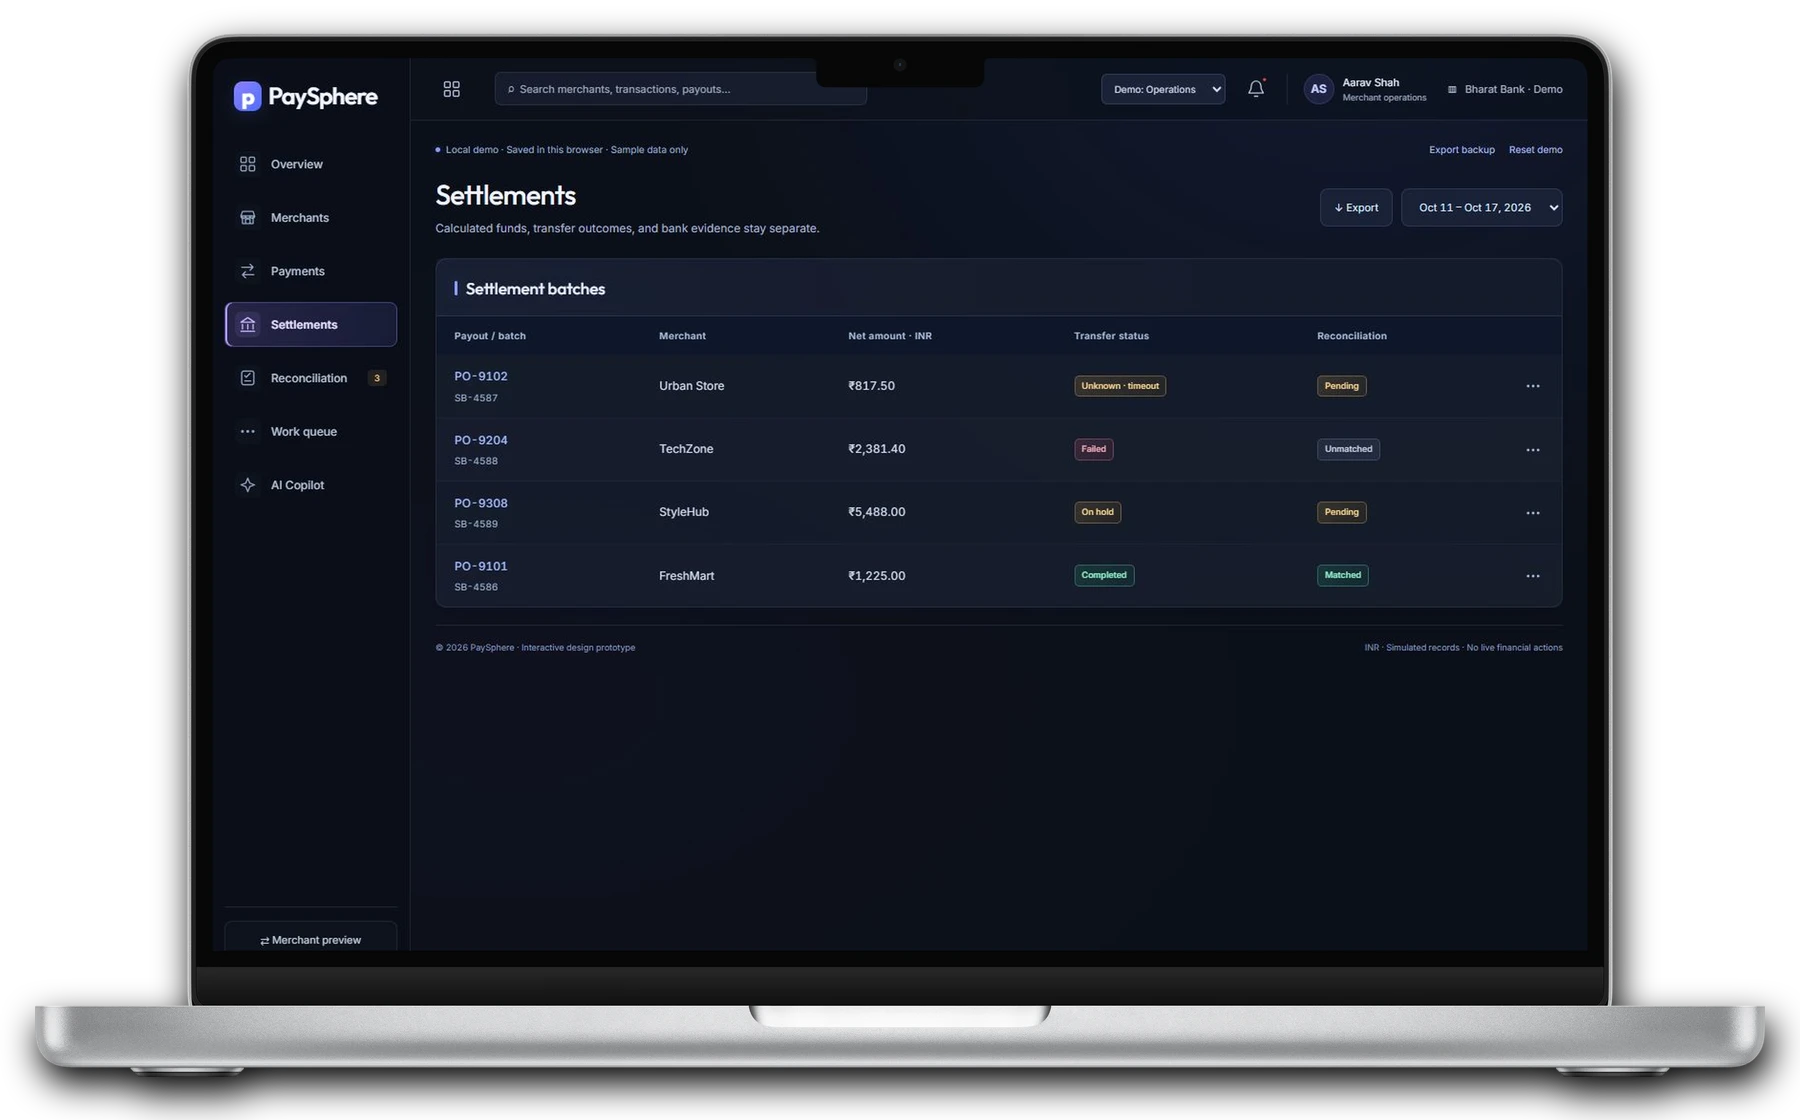 PaySphere
Search merchants, transactions, payouts...
Demo: Operations
AS
Aarav Shah
Merchant operations
Bharat Bank · Demo
Overview
Merchants
Payments
Settlements
Reconciliation 3
Work queue
AI Copilot
Merchant preview
Local demo · Saved in this browser · Sample data only
Export backup Reset demo
Settlements
Calculated funds, transfer outcomes, and bank evidence stay separate.
↓ Export
Oct 11 – Oct 17, 2026
Settlement batches
Payout / batch Merchant Net amount · INR Transfer status Reconciliation
PO-9102
SB-4587
Urban Store ₹817.50 Unknown · timeout Pending
PO-9204
SB-4588
TechZone ₹2,381.40 Failed Unmatched
PO-9308
SB-4589
StyleHub ₹5,488.00 On hold Pending
PO-9101
SB-4586
FreshMart ₹1,225.00 Completed Matched
© 2026 PaySphere · Interactive design prototype
INR · Simulated records · No live financial actions